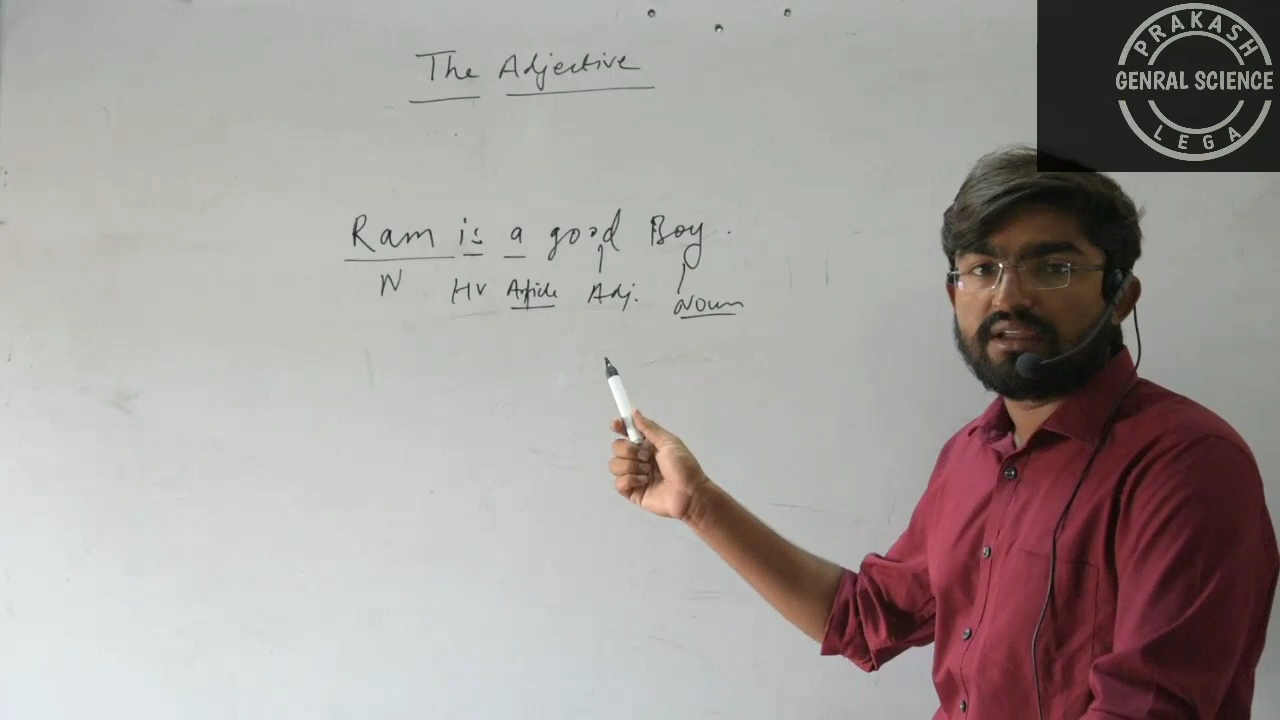 PRAKASH
GENRAL SCIENCE
LEGA
The Adjective
Ram is a good Boy.
N HV Article Adj. Noun